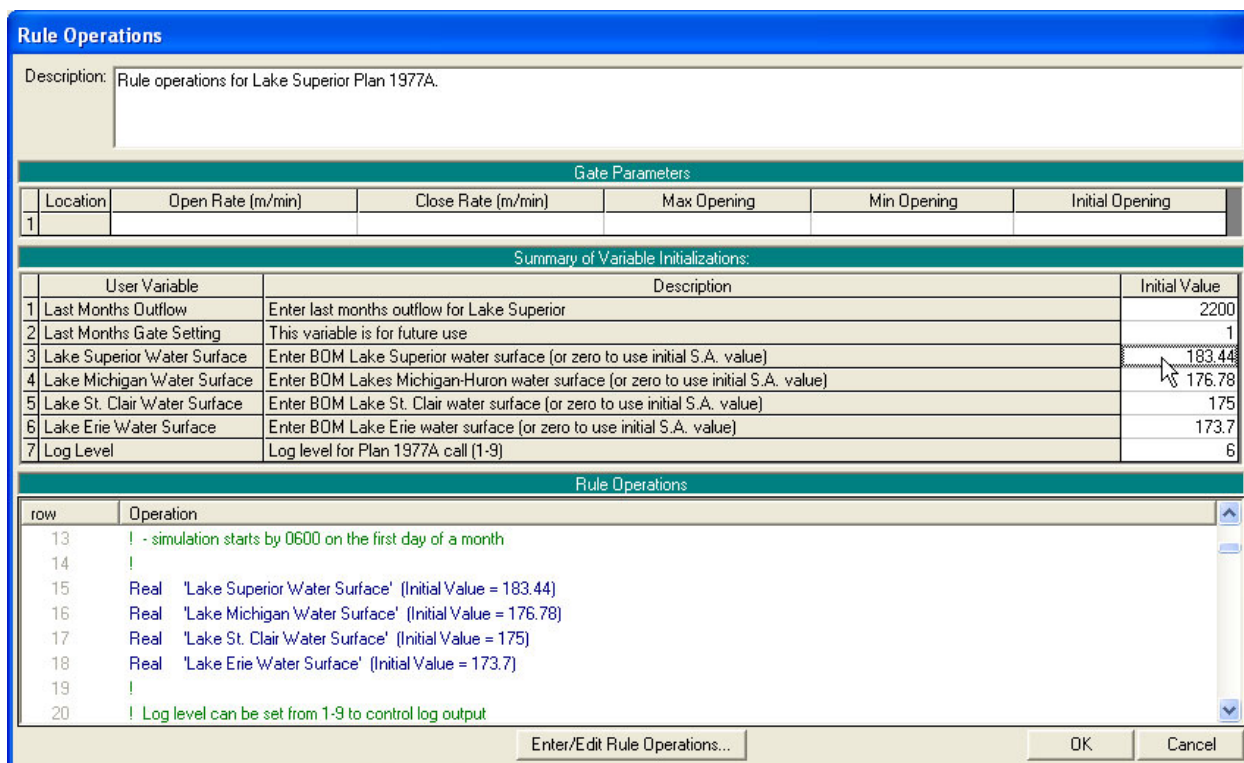 Rule Operations
Description: Rule operations for Lake Superior Plan 1977A.
Gate Parameters
Location Open Rate (m/min) Close Rate (m/min) Max Opening Min Opening Initial Opening
1
Summary of Variable Initializations:
User Variable Description Initial Value
1 Last Months Outflow Enter last months outflow for Lake Superior 2200
2 Last Months Gate Setting This variable is for future use 1
3 Lake Superior Water Surface Enter BOM Lake Superior water surface (or zero to use initial S.A. value) 183.44
4 Lake Michigan Water Surface Enter BOM Lakes Michigan-Huron water surface (or zero to use initial S.A. value) 176.78
5 Lake St. Clair Water Surface Enter BOM Lake St. Clair water surface (or zero to use initial S.A. value) 175
6 Lake Erie Water Surface Enter BOM Lake Erie water surface (or zero to use initial S.A. value) 173.7
7 Log Level Log level for Plan 1977A call (1-9) 6
Rule Operations
row Operation
13 ! - simulation starts by 0600 on the first day of a month
14 !
15 Real 'Lake Superior Water Surface' (Initial Value = 183.44)
16 Real 'Lake Michigan Water Surface' (Initial Value = 176.78)
17 Real 'Lake St. Clair Water Surface' (Initial Value = 175)
18 Real 'Lake Erie Water Surface' (Initial Value = 173.7)
19 !
20 ! Log level can be set from 1-9 to control log output
Enter/Edit Rule Operations... OK Cancel